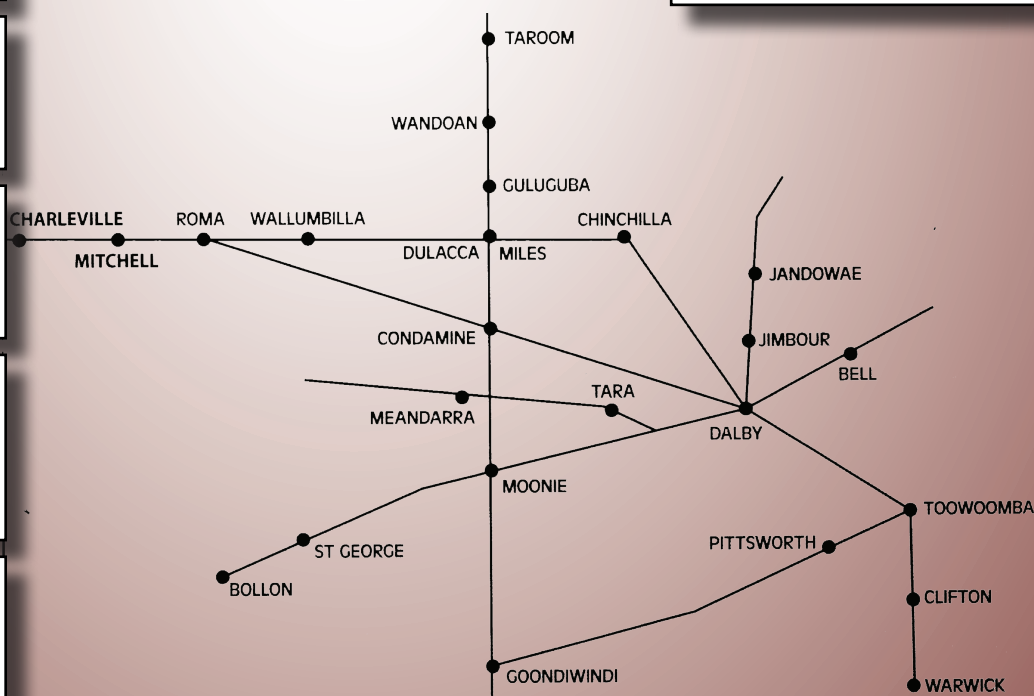 TAROOM
WANDOAN
GULUGUBA
CHARLEVILLE
ROMA
WALLUMBILLA
CHINCHILLA
MITCHELL
DULACCA
MILES
JANDOWAE
CONDAMINE
JIMBOUR
BELL
TARA
MEANDARRA
DALBY
MOONIE
TOOWOOMBA
PITTSWORTH
ST GEORGE
BOLLON
CLIFTON
GOONDIWINDI
WARWICK